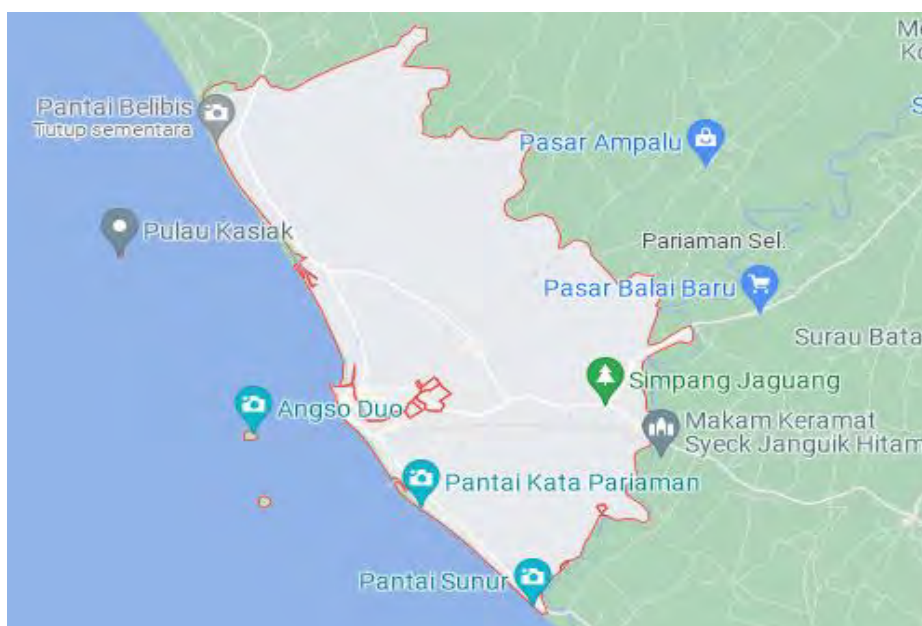 Pantai Belibis
Tutup sementara
Pasar Ampalu
Pulau Kasiak
Pariaman Sel.
Pasar Balai Baru
Surau Bata
Simpang Jaguang
Angso Duo
Makam Keramat
Syeck Janguik Hitam
Pantai Kata Pariaman
Pantai Sunur